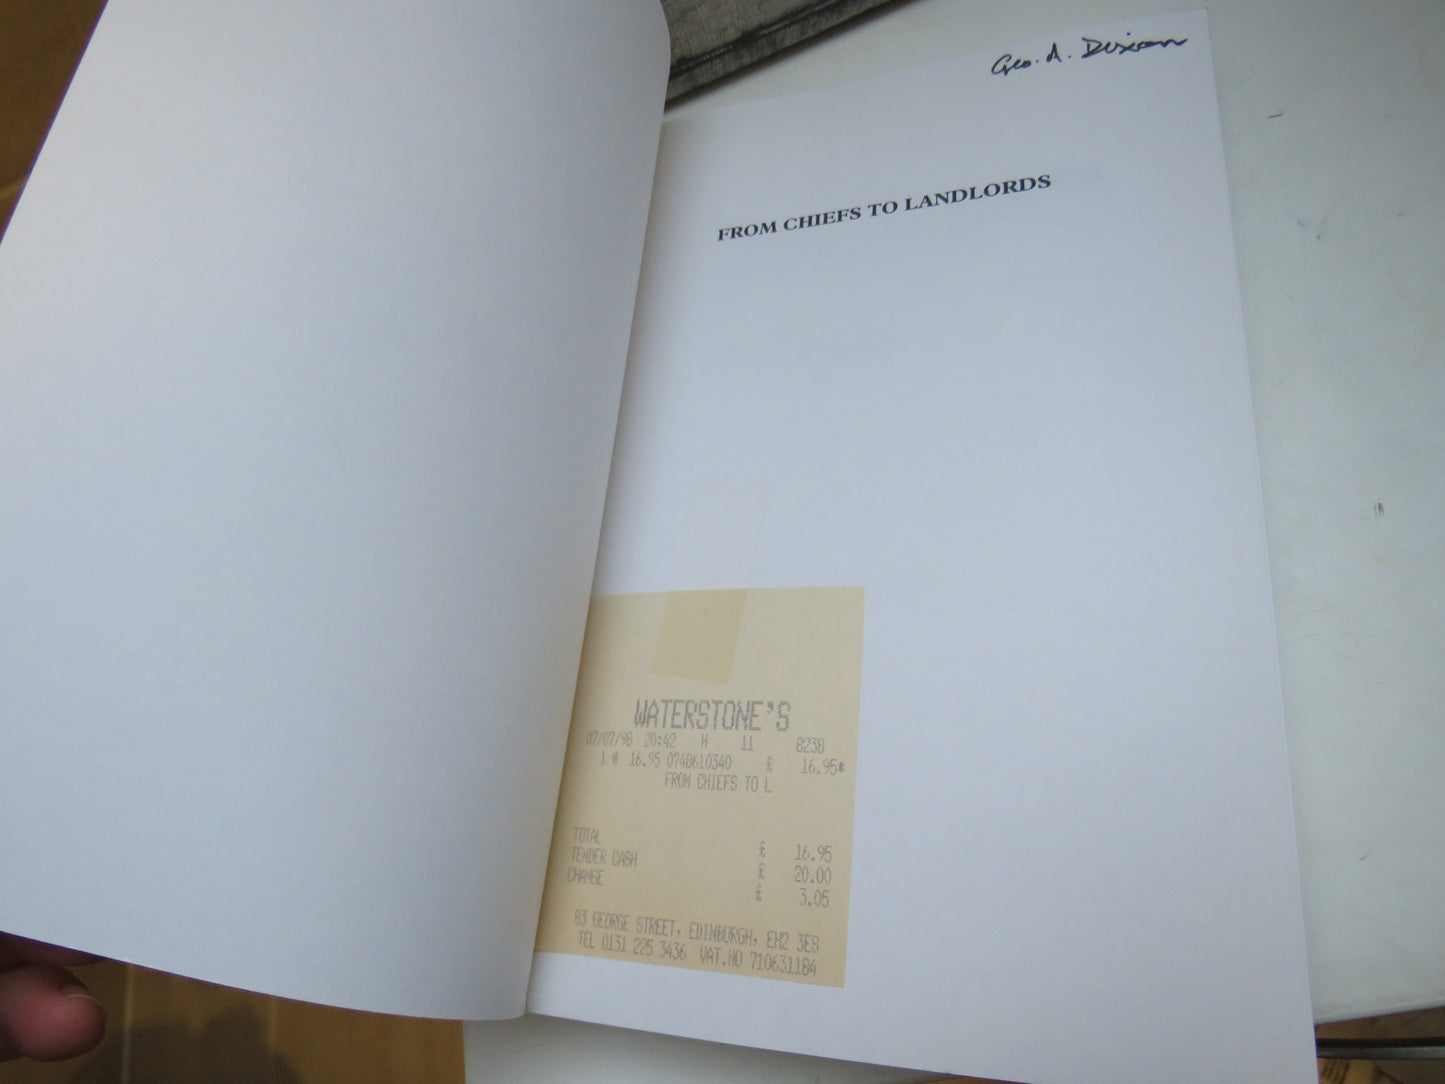 Geo. A. Dixon
FROM CHIEFS TO LANDLORDS
WATERSTONE'S
07/07/98 20:42 H 11 8238
1 @ 16.95 0748610340 £ 16.95*
FROM CHIEFS TO L
TOTAL £ 16.95
TENDER CASH £ 20.00
CHANGE £ 3.05
83 GEORGE STREET, EDINBURGH, EH2 3ES
TEL 0131 225 3436 VAT.NO 710631184